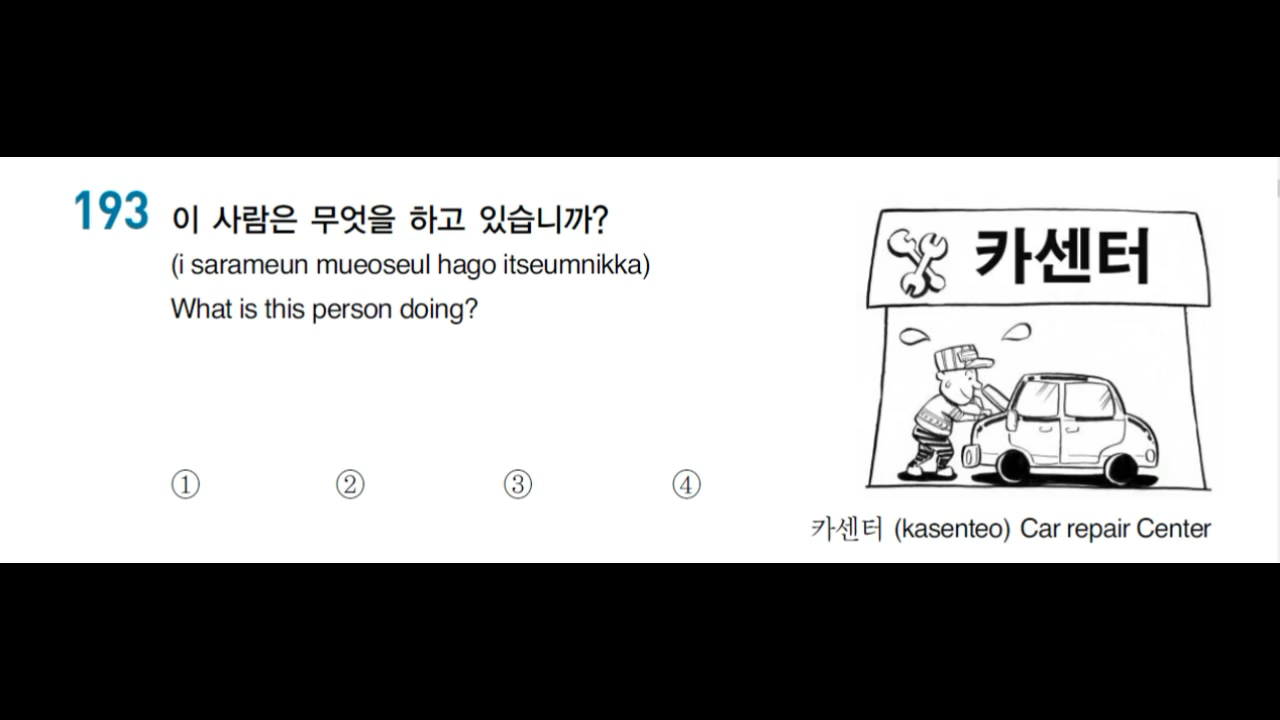 193 이 사람은 무엇을 하고 있습니까?
(i sarameun mueoseul hago itseumnikka)
What is this person doing?
① ② ③ ④
카센터
카센터 (kasenteo) Car repair Center